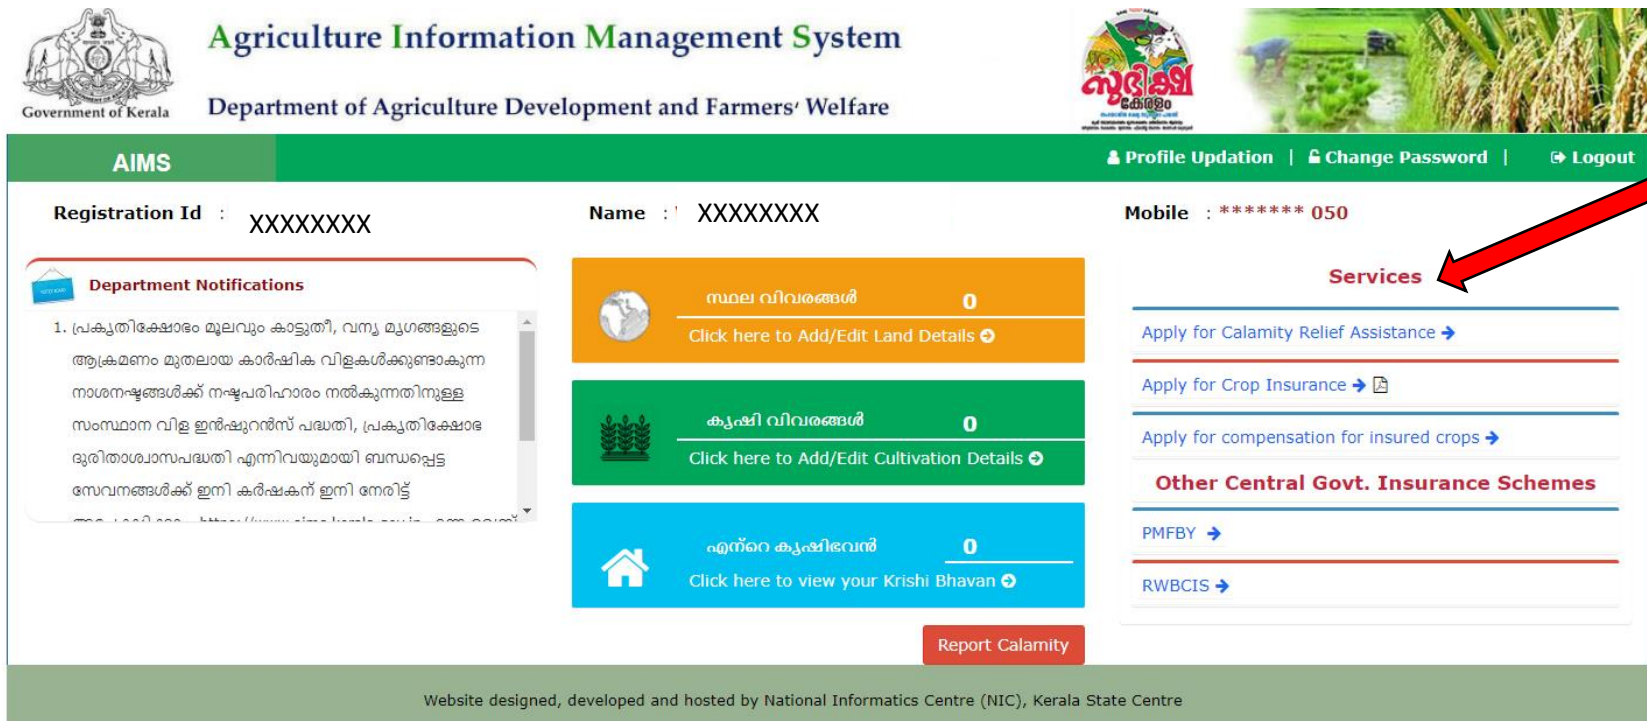 Agriculture Information Management System
Department of Agriculture Development and Farmers' Welfare
Government of Kerala
സുഭിക്ഷ
കേരളം
AIMS
Profile Updation | Change Password | Logout
Registration Id : XXXXXXXX
Name : XXXXXXXX
Mobile : ******* 050
Department Notifications
1. പ്രകൃതിക്ഷോഭം മൂലവും കാട്ടുതീ, വന്യ മൃഗങ്ങളുടെ
ആക്രമണം മുതലായ കാർഷിക വിളകൾക്കുണ്ടാകുന്ന
നാശനഷ്ടങ്ങൾക്ക് നഷ്ടപരിഹാരം നൽകുന്നതിനുള്ള
സംസ്ഥാന വിള ഇൻഷുറൻസ് പദ്ധതി, പ്രകൃതിക്ഷോഭ
ദുരിതാശ്വാസപദ്ധതി എന്നിവയുമായി ബന്ധപ്പെട്ട
സേവനങ്ങൾക്ക് ഇനി കർഷകന് ഇനി നേരിട്ട്
സ്ഥല വിവരങ്ങൾ 0
Click here to Add/Edit Land Details
കൃഷി വിവരങ്ങൾ 0
Click here to Add/Edit Cultivation Details
എന്റെ കൃഷിഭവൻ 0
Click here to view your Krishi Bhavan
Report Calamity
Services
Apply for Calamity Relief Assistance
Apply for Crop Insurance
Apply for compensation for insured crops
Other Central Govt. Insurance Schemes
PMFBY
RWBCIS
Website designed, developed and hosted by National Informatics Centre (NIC), Kerala State Centre